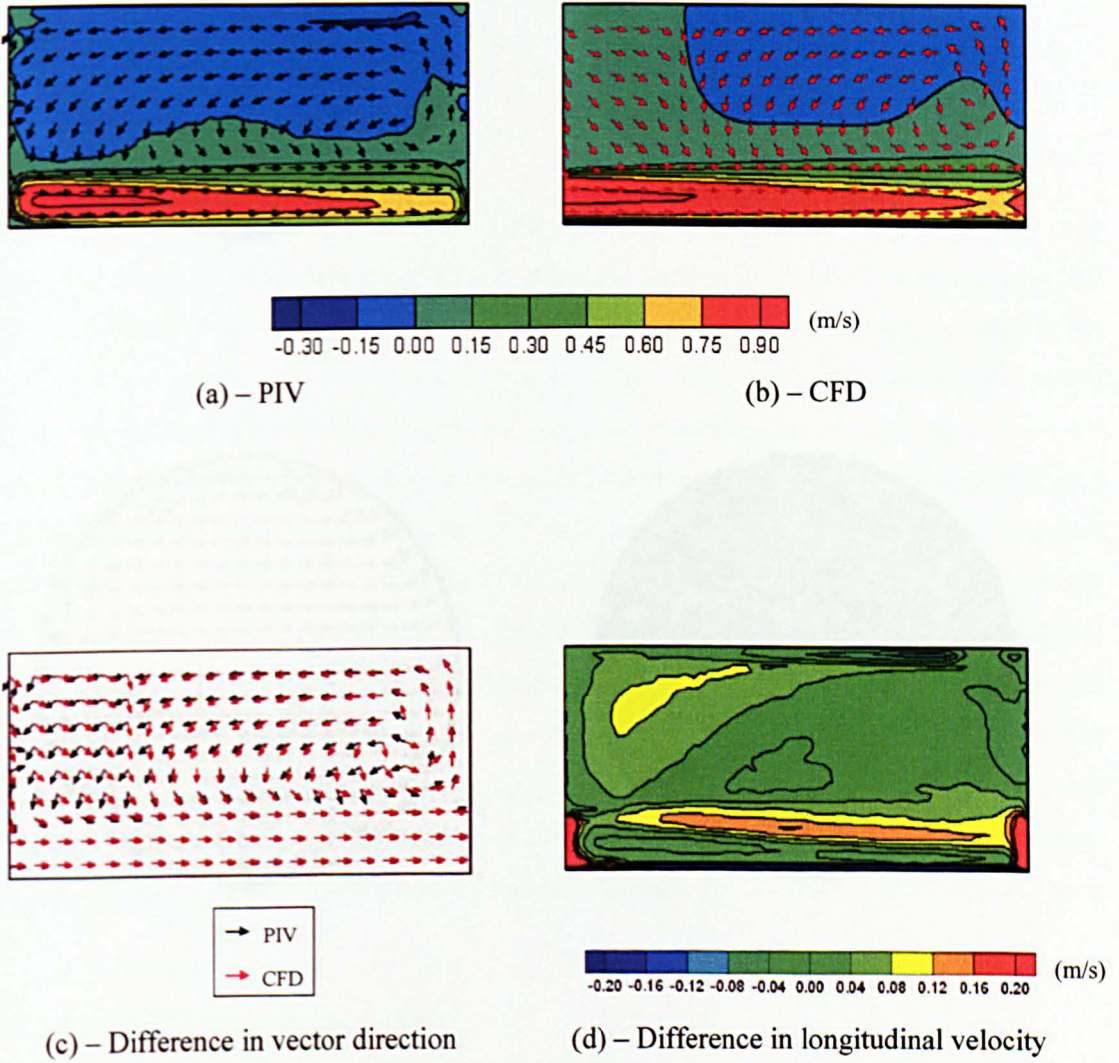 -0.30 -0.15 0.00 0.15 0.30 0.45 0.60 0.75 0.90 (m/s)
(a) – PIV
(b) – CFD
PIV
CFD
-0.20 -0.16 -0.12 -0.08 -0.04 0.00 0.04 0.08 0.12 0.16 0.20 (m/s)
(c) – Difference in vector direction
(d) – Difference in longitudinal velocity